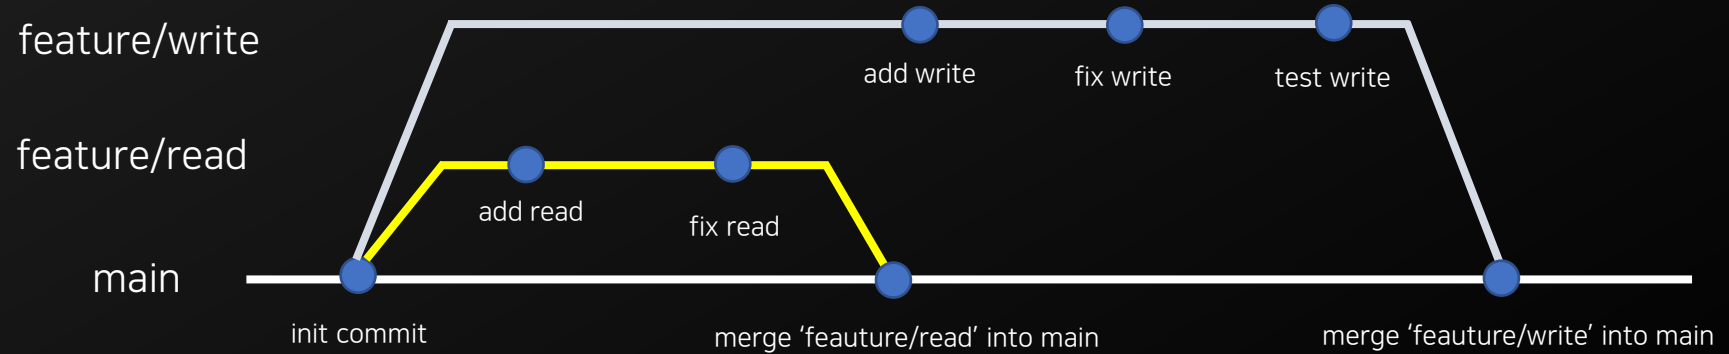 feature/write
add write
fix write
test write
feature/read
add read
fix read
main
init commit
merge ‘feauture/read’ into main
merge ‘feauture/write’ into main